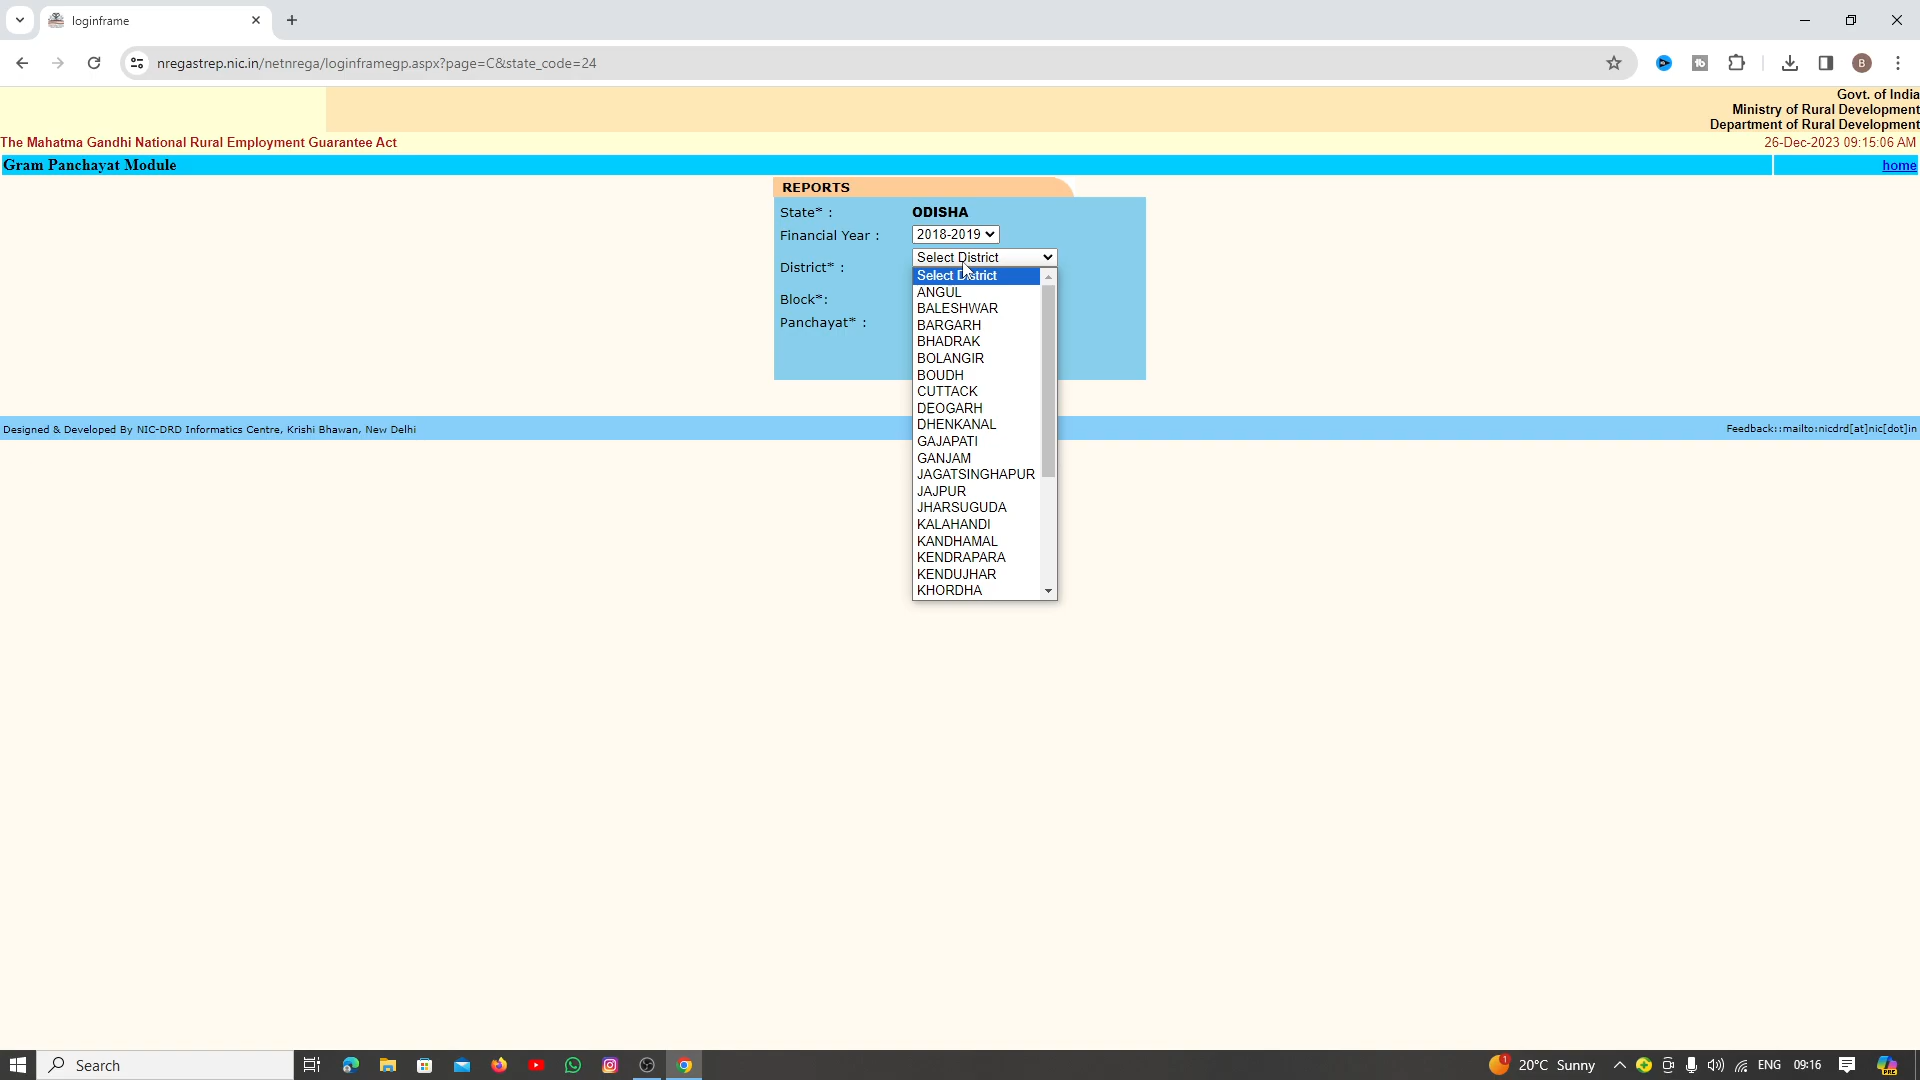 loginframe
nregastrep.nic.in/netnrega/loginframegp.aspx?page=C&state_code=24
B
Govt. of India
Ministry of Rural Development
Department of Rural Development
The Mahatma Gandhi National Rural Employment Guarantee Act
26-Dec-2023 09:15:06 AM
Gram Panchayat Module
home
REPORTS
State* :
ODISHA
Financial Year :
2018-2019
District* :
Select District
Select District
ANGUL
BALESHWAR
BARGARH
BHADRAK
BOLANGIR
BOUDH
CUTTACK
DEOGARH
DHENKANAL
GAJAPATI
GANJAM
JAGATSINGHAPUR
JAJPUR
JHARSUGUDA
KALAHANDI
KANDHAMAL
KENDRAPARA
KENDUJHAR
KHORDHA
Block*:
Panchayat* :
Designed & Developed By NIC-DRD Informatics Centre, Krishi Bhawan, New Delhi
Feedback::mailto:nicdrd[at]nic[dot]in
Search
1
20°C Sunny
ENG
09:16
PRE